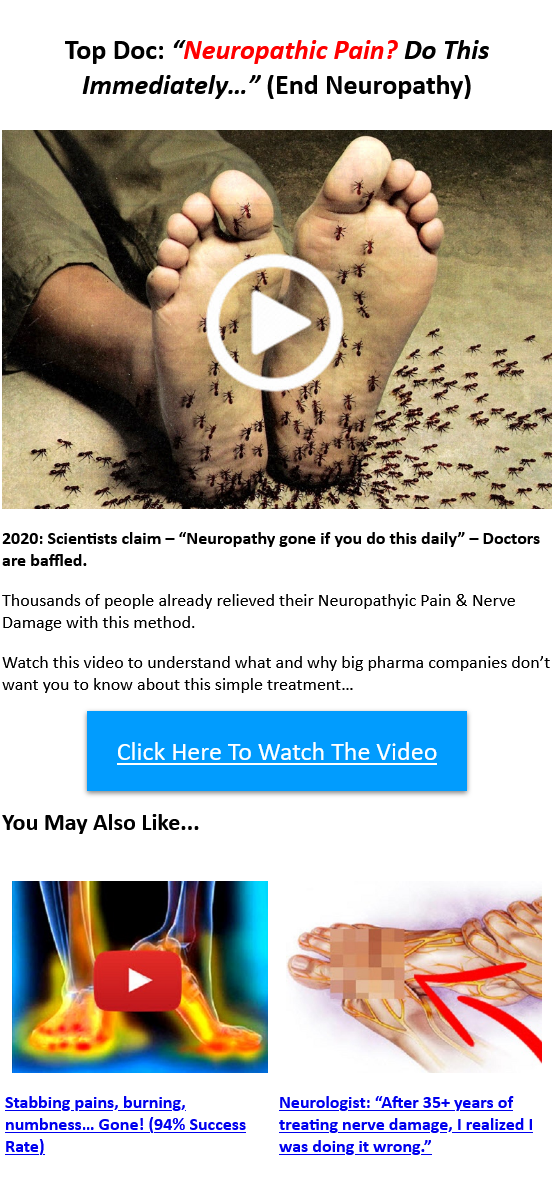 Top Doc: “Neuropathic Pain? Do This
Immediately…” (End Neuropathy)
2020: Scientists claim – “Neuropathy gone if you do this daily” – Doctors
are baffled.
Thousands of people already relieved their Neuropathyic Pain & Nerve
Damage with this method.
Watch this video to understand what and why big pharma companies don’t
want you to know about this simple treatment…
Click Here To Watch The Video
You May Also Like...
Stabbing pains, burning,
numbness… Gone! (94% Success
Rate)
Neurologist: “After 35+ years of
treating nerve damage, I realized I
was doing it wrong.”